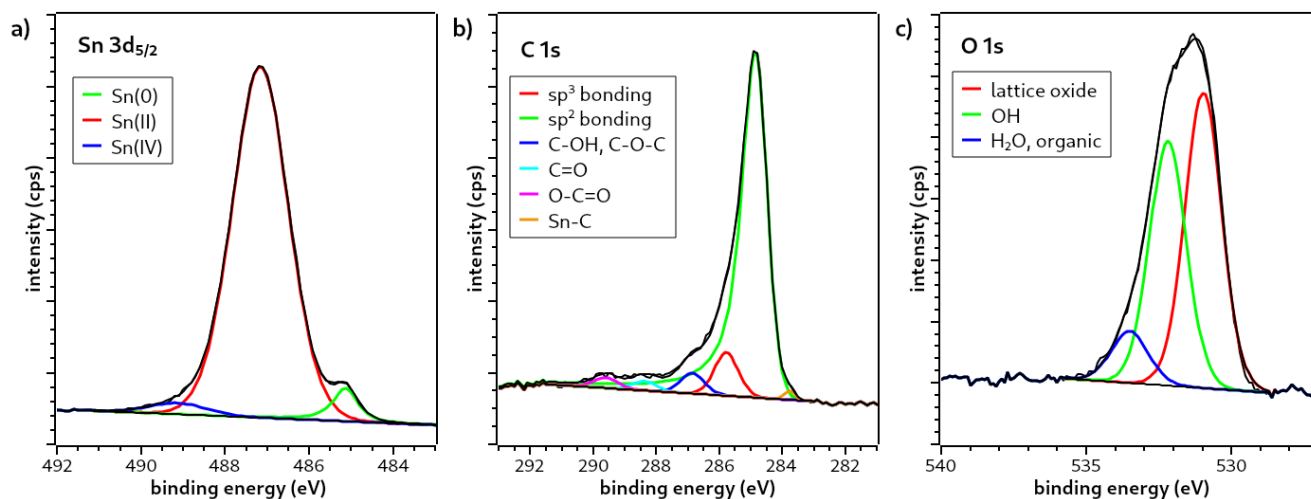 a)
Sn 3d5/2
Sn(0)
Sn(II)
Sn(IV)
intensity (cps)
492 490 488 486 484
binding energy (eV)
b)
C 1s
sp³ bonding
sp² bonding
C-OH, C-O-C
C=O
O-C=O
Sn-C
intensity (cps)
292 290 288 286 284 282
binding energy (eV)
c)
O 1s
lattice oxide
OH
H₂O, organic
intensity (cps)
540 535 530
binding energy (eV)